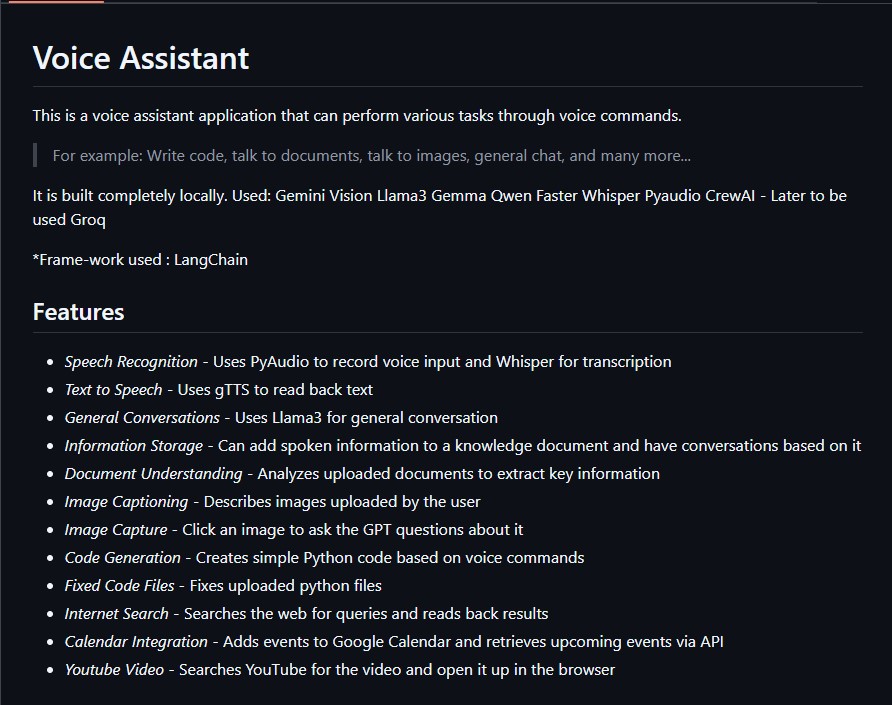 Voice Assistant
This is a voice assistant application that can perform various tasks through voice commands.
For example: Write code, talk to documents, talk to images, general chat, and many more...
It is built completely locally. Used: Gemini Vision Llama3 Gemma Qwen Faster Whisper Pyaudio CrewAI - Later to be
used Groq
*Frame-work used : LangChain
Features
• Speech Recognition - Uses PyAudio to record voice input and Whisper for transcription
• Text to Speech - Uses gTTS to read back text
• General Conversations - Uses Llama3 for general conversation
• Information Storage - Can add spoken information to a knowledge document and have conversations based on it
• Document Understanding - Analyzes uploaded documents to extract key information
• Image Captioning - Describes images uploaded by the user
• Image Capture - Click an image to ask the GPT questions about it
• Code Generation - Creates simple Python code based on voice commands
• Fixed Code Files - Fixes uploaded python files
• Internet Search - Searches the web for queries and reads back results
• Calendar Integration - Adds events to Google Calendar and retrieves upcoming events via API
• Youtube Video - Searches YouTube for the video and open it up in the browser